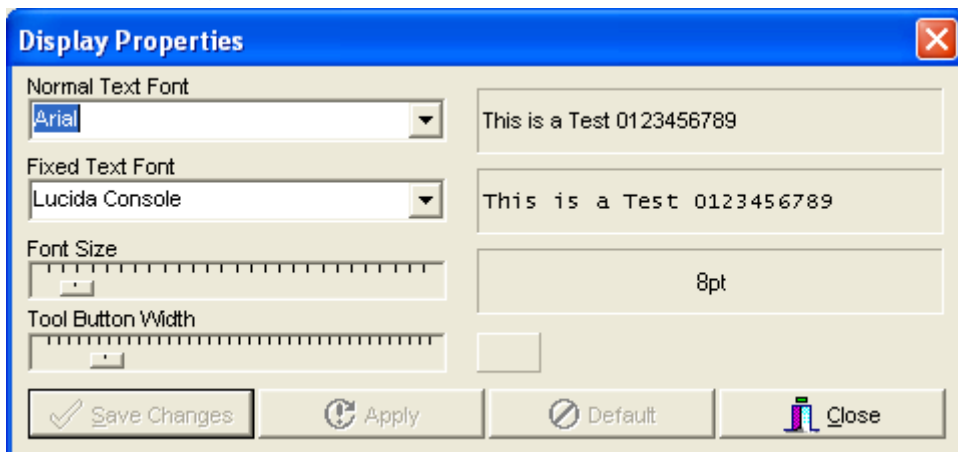 Display Properties
Normal Text Font
Arial
This is a Test 0123456789
Fixed Text Font
Lucida Console
This is a Test 0123456789
Font Size
8pt
Tool Button Width
Save Changes
Apply
Default
Close